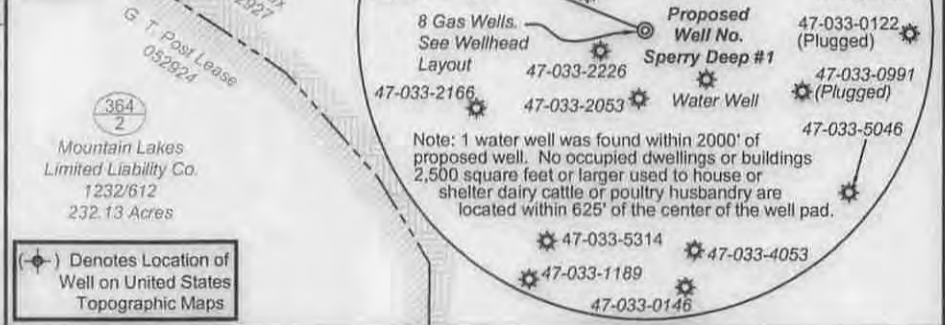 2927
G. T. Post Lease
052924
364
2
Mountain Lakes
Limited Liability Co.
1232/612
232.13 Acres
(-⌖-) Denotes Location of
Well on United States
Topographic Maps
8 Gas Wells.
See Wellhead
Layout
Proposed
Well No.
Sperry Deep #1
47-033-0122
(Plugged)
47-033-2226
47-033-0991
(Plugged)
47-033-2166
47-033-2053
Water Well
47-033-5046
Note: 1 water well was found within 2000' of
proposed well. No occupied dwellings or buildings
2,500 square feet or larger used to house or
shelter dairy cattle or poultry husbandry are
located within 625' of the center of the well pad.
47-033-5314
47-033-4053
47-033-1189
47-033-0146